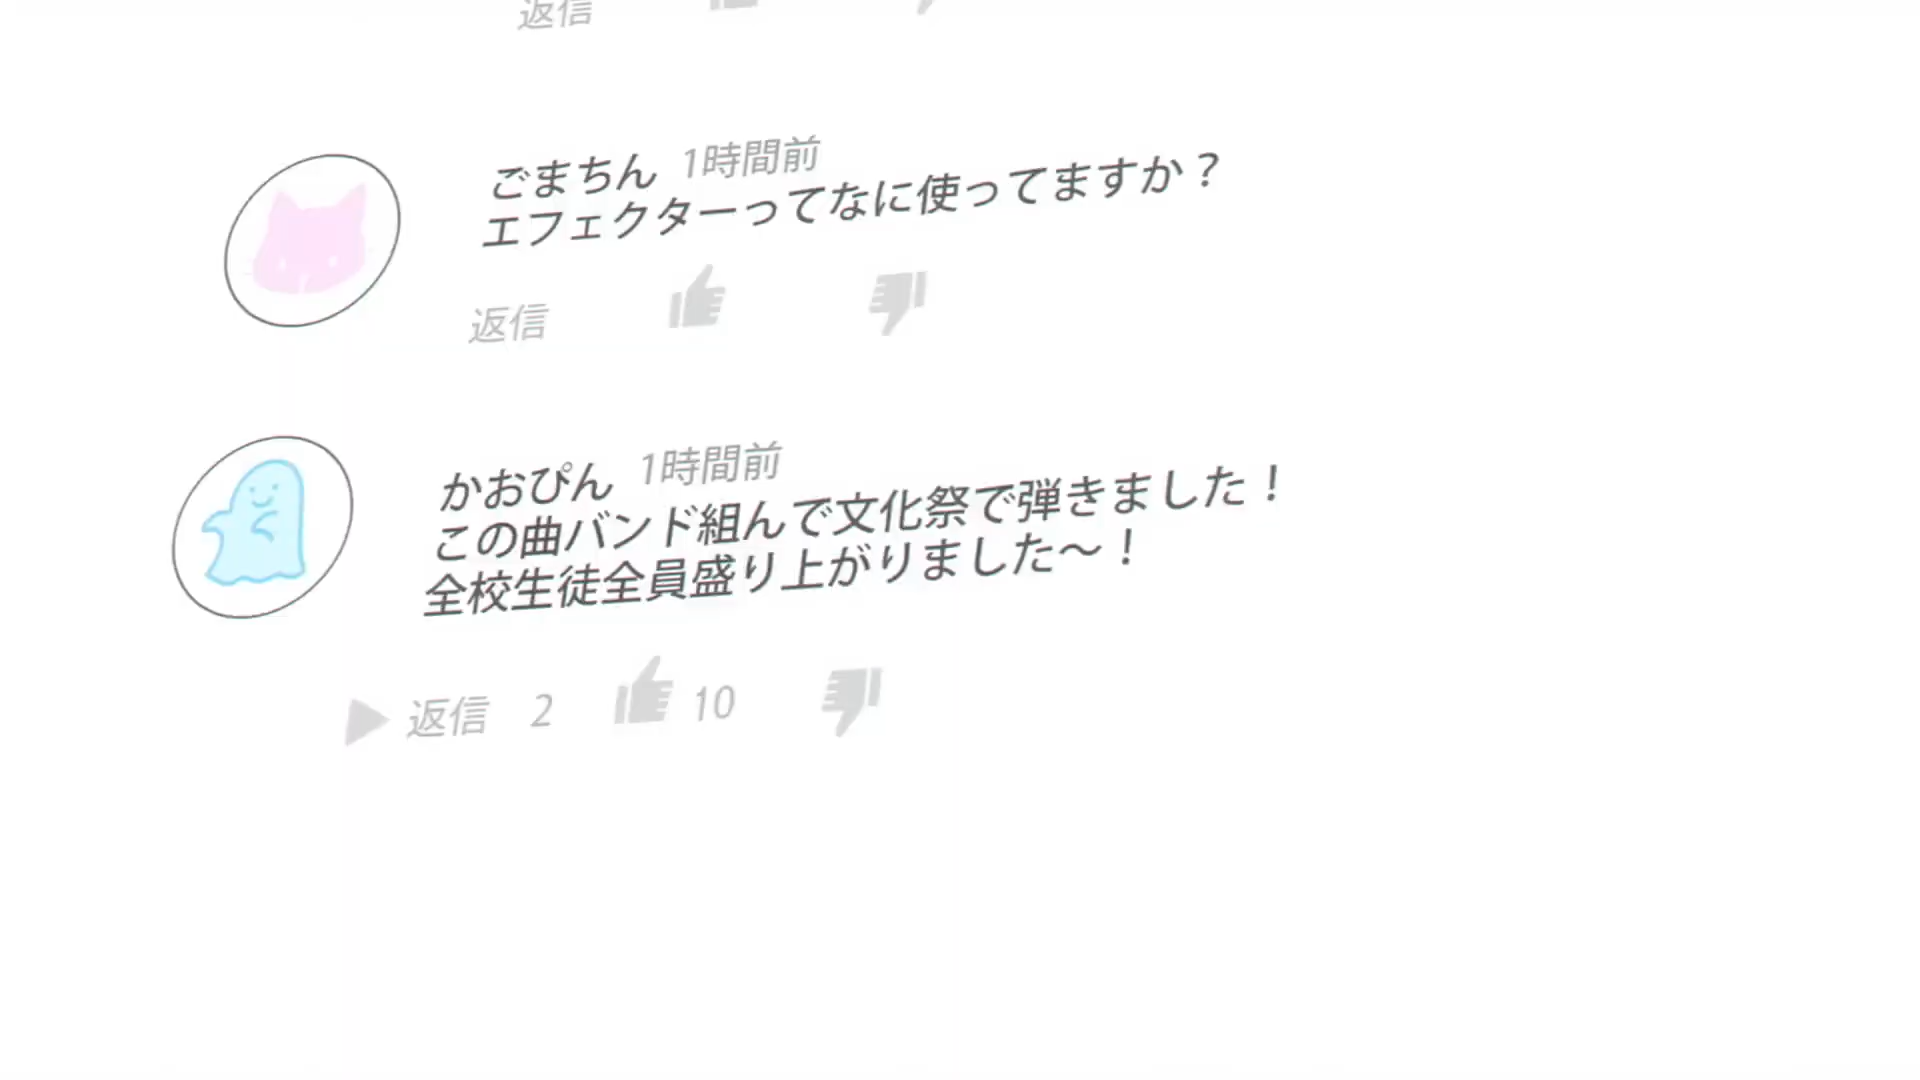 返信
ごまちん 1時間前
エフェクターってなに使ってますか？
返信
かおぴん 1時間前
この曲バンド組んで文化祭で弾きました！
全校生徒全員盛り上がりました～！
返信 2 10